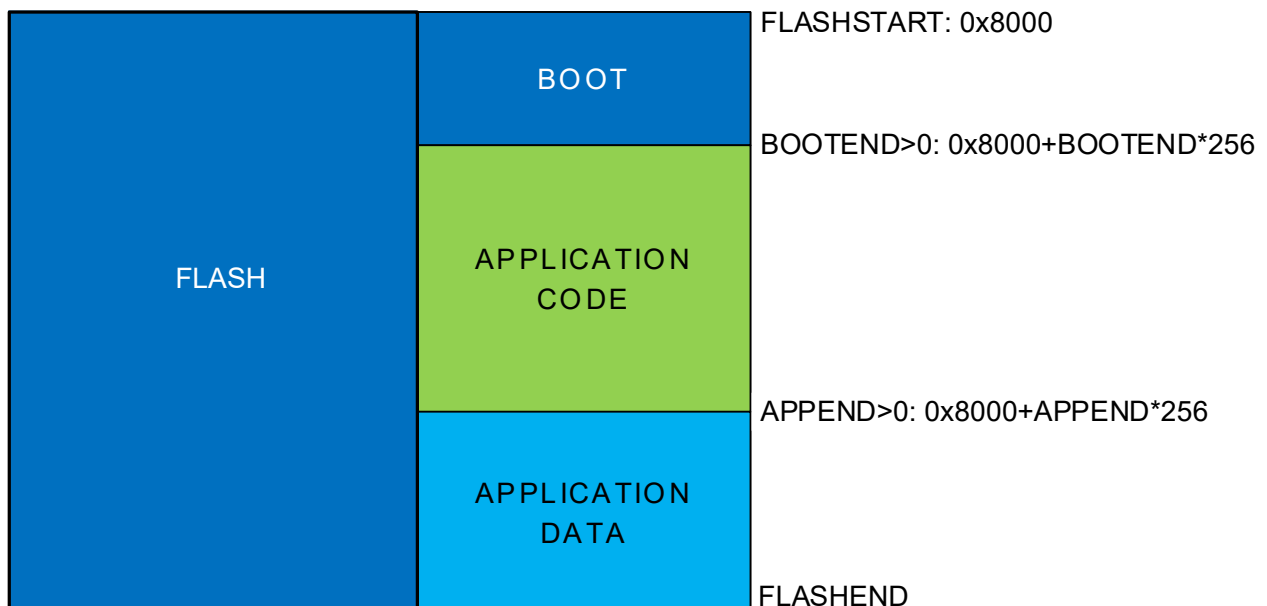 FLASHSTART: 0x8000
BOOT
BOOTEND>0: 0x8000+BOOTEND*256
FLASH
APPLICATION
CODE
APPEND>0: 0x8000+APPEND*256
APPLICATION
DATA
FLASHEND